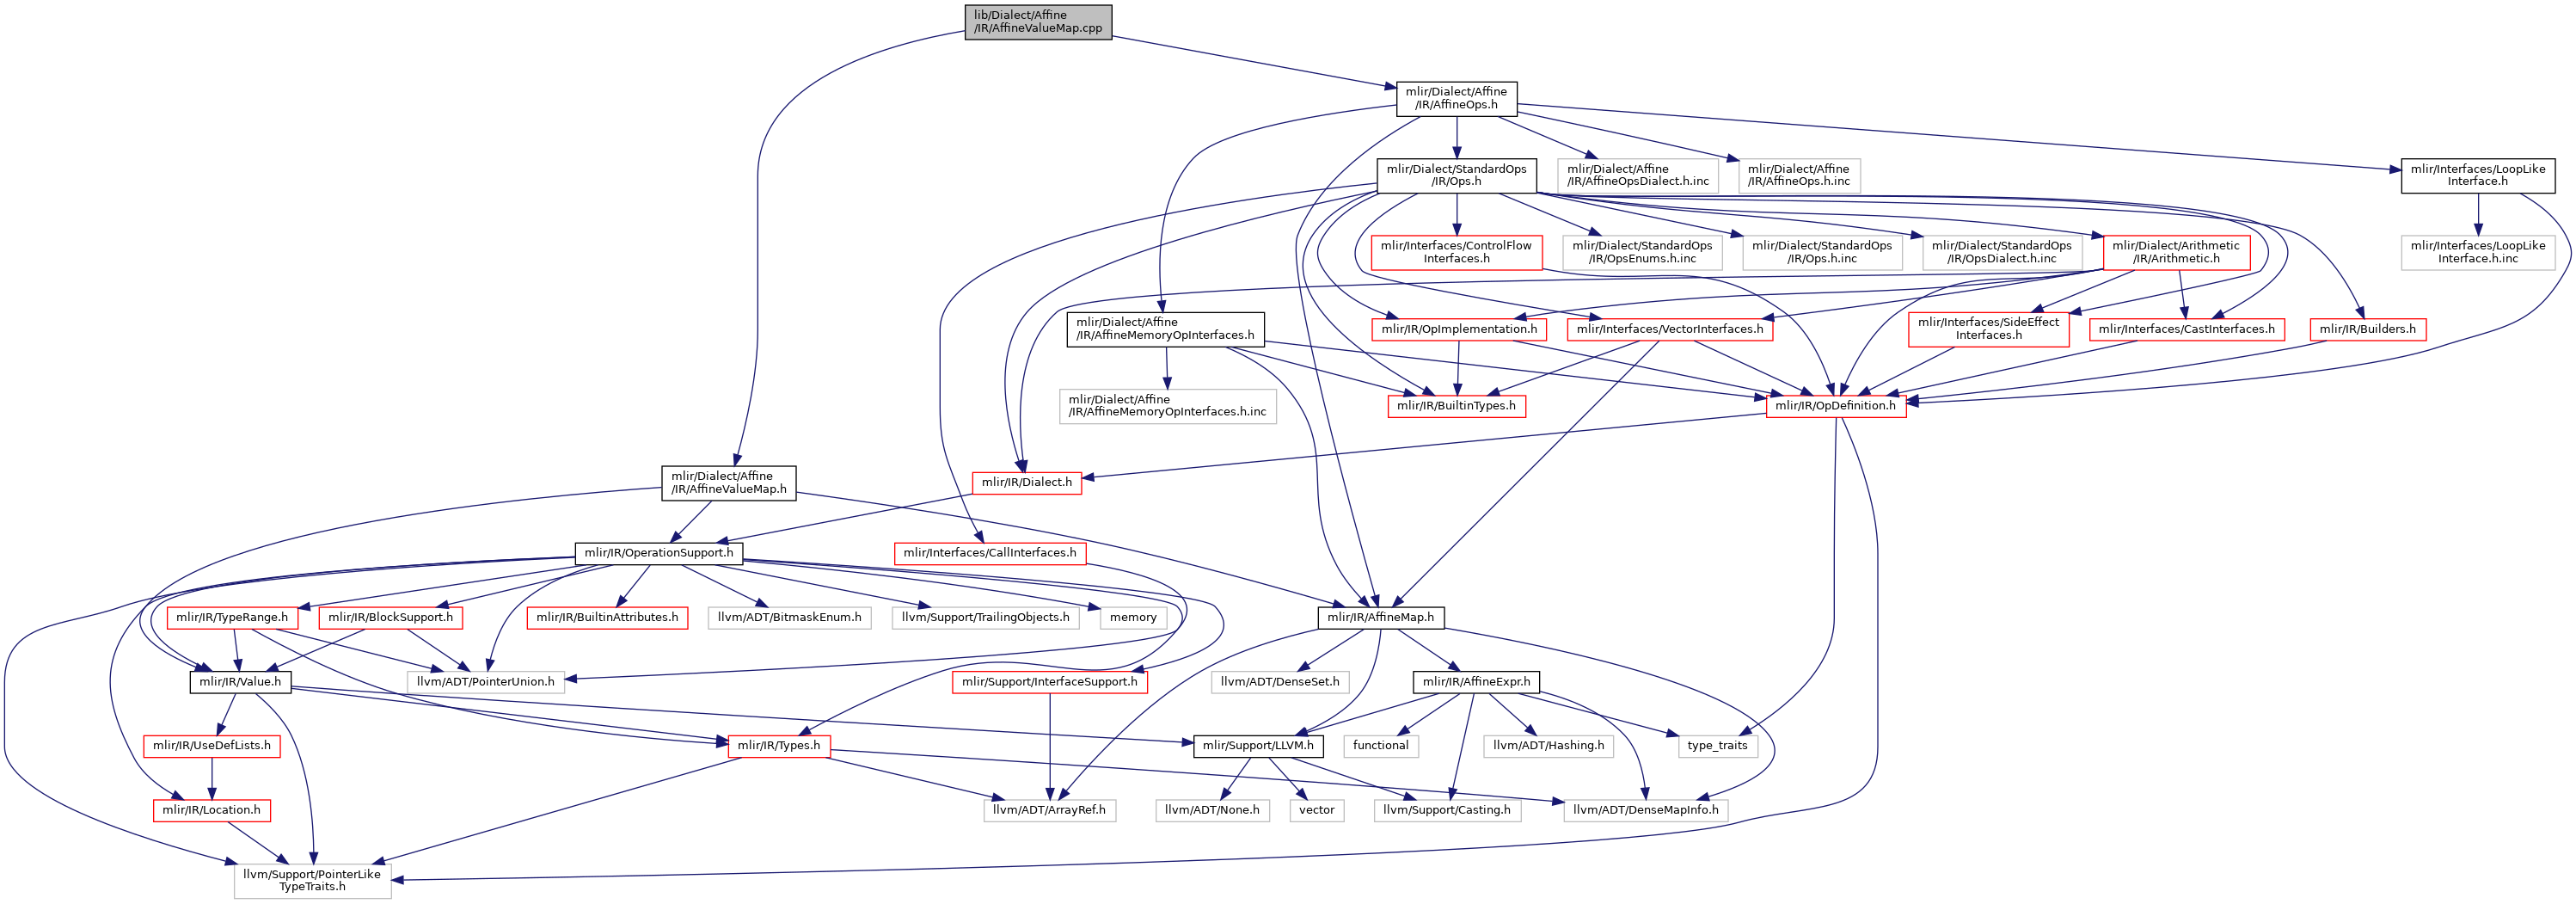 lib/Dialect/Affine
/IR/AffineValueMap.cpp
mlir/Dialect/Affine
/IR/AffineOps.h
mlir/Dialect/StandardOps
/IR/Ops.h
mlir/Dialect/Affine
/IR/AffineOpsDialect.h.inc
mlir/Dialect/Affine
/IR/AffineOps.h.inc
mlir/Interfaces/LoopLike
Interface.h
mlir/Interfaces/ControlFlow
Interfaces.h
mlir/Dialect/StandardOps
/IR/OpsEnums.h.inc
mlir/Dialect/StandardOps
/IR/Ops.h.inc
mlir/Dialect/StandardOps
/IR/OpsDialect.h.inc
mlir/Dialect/Arithmetic
/IR/Arithmetic.h
mlir/Interfaces/LoopLike
Interface.h.inc
mlir/Dialect/Affine
/IR/AffineMemoryOpInterfaces.h
mlir/IR/OpImplementation.h
mlir/Interfaces/VectorInterfaces.h
mlir/Interfaces/SideEffect
Interfaces.h
mlir/Interfaces/CastInterfaces.h
mlir/IR/Builders.h
mlir/Dialect/Affine
/IR/AffineMemoryOpInterfaces.h.inc
mlir/IR/BuiltinTypes.h
mlir/IR/OpDefinition.h
mlir/Dialect/Affine
/IR/AffineValueMap.h
mlir/IR/Dialect.h
mlir/IR/OperationSupport.h
mlir/Interfaces/CallInterfaces.h
mlir/IR/TypeRange.h
mlir/IR/BlockSupport.h
mlir/IR/BuiltinAttributes.h
llvm/ADT/BitmaskEnum.h
llvm/Support/TrailingObjects.h
memory
mlir/IR/AffineMap.h
mlir/IR/Value.h
llvm/ADT/PointerUnion.h
mlir/Support/InterfaceSupport.h
llvm/ADT/DenseSet.h
mlir/IR/AffineExpr.h
mlir/IR/UseDefLists.h
mlir/IR/Types.h
mlir/Support/LLVM.h
functional
llvm/ADT/Hashing.h
type_traits
mlir/IR/Location.h
llvm/ADT/ArrayRef.h
llvm/ADT/None.h
vector
llvm/Support/Casting.h
llvm/ADT/DenseMapInfo.h
llvm/Support/PointerLike
TypeTraits.h